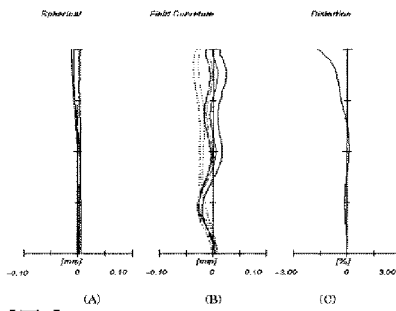 Spherical Field Curvature Distortion
[mm] [mm] [%]
-0.10 0 0.10 -0.10 0 0.10 -3.00 0 3.00
(A) (B) (C)